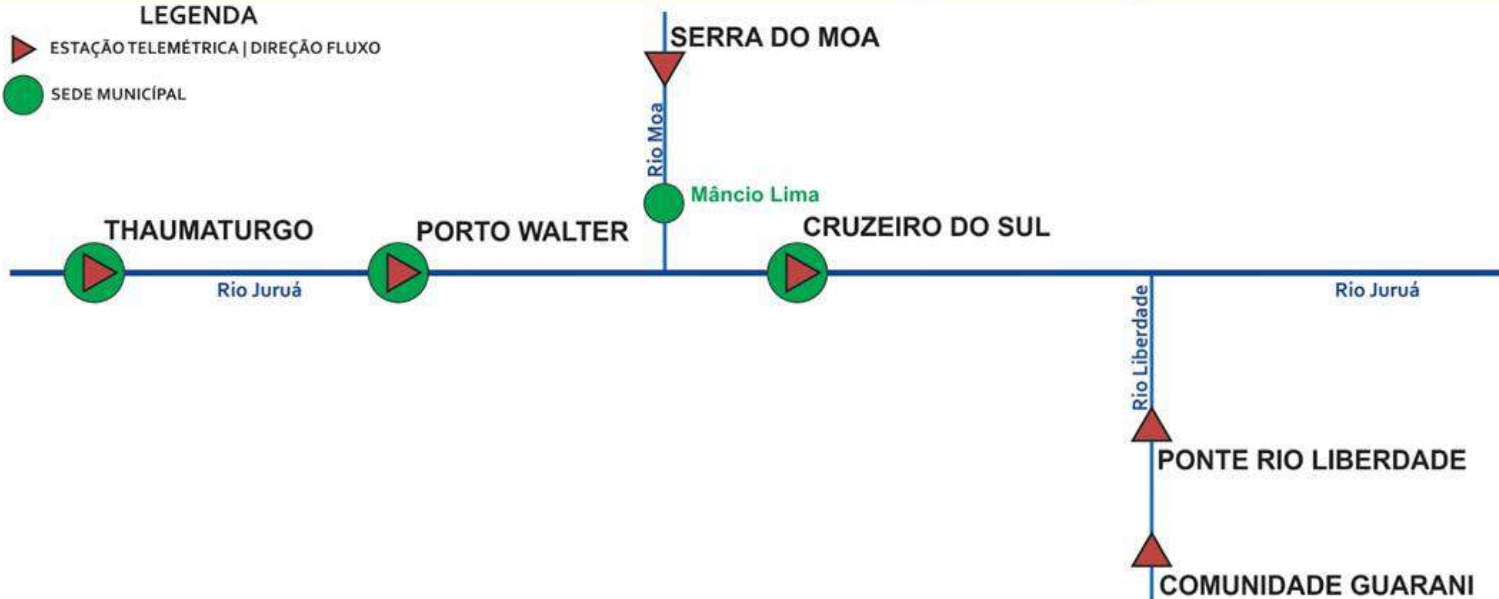 LEGENDA
ESTAÇÃO TELEMÉTRICA | DIREÇÃO FLUXO
SEDE MUNICÍPAL
SERRA DO MOA
Rio Moa
Mâncio Lima
THAUMATURGO
PORTO WALTER
CRUZEIRO DO SUL
Rio Juruá
Rio Juruá
Rio Liberdade
PONTE RIO LIBERDADE
COMUNIDADE GUARANI